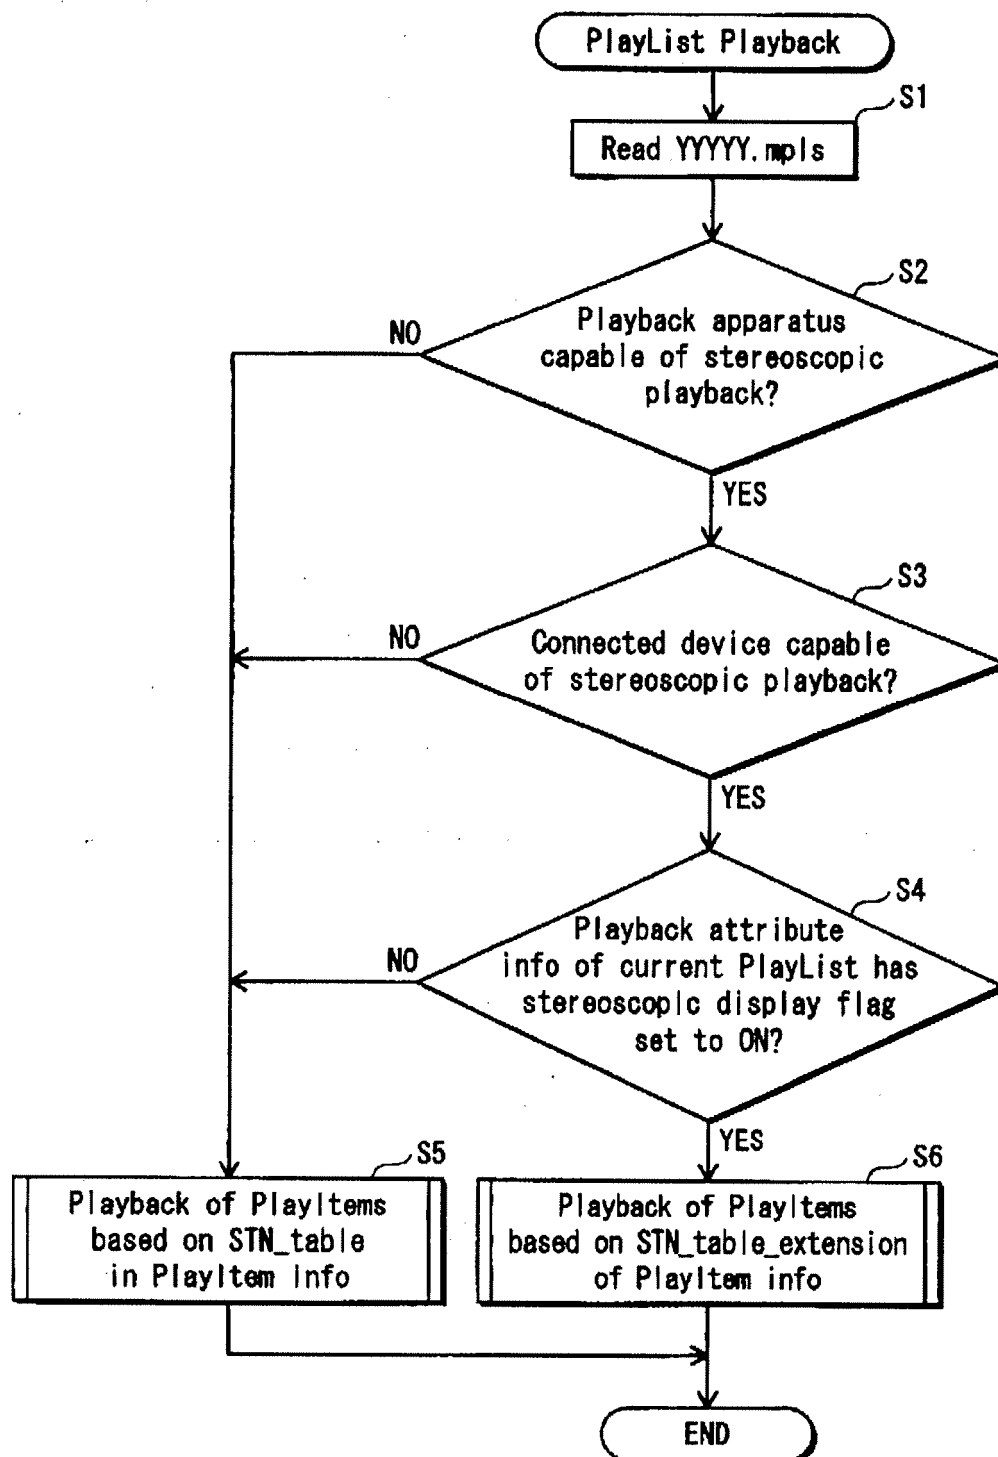 PlayList Playback
S1
Read YYYYY.mpls
S2
Playback apparatus
capable of stereoscopic
playback?
NO
YES
S3
Connected device capable
of stereoscopic playback?
NO
YES
S4
Playback attribute
info of current PlayList has
stereoscopic display flag
set to ON?
NO
YES
S5
Playback of PlayItems
based on STN_table
in PlayItem info
S6
Playback of PlayItems
based on STN_table_extension
of PlayItem info
END